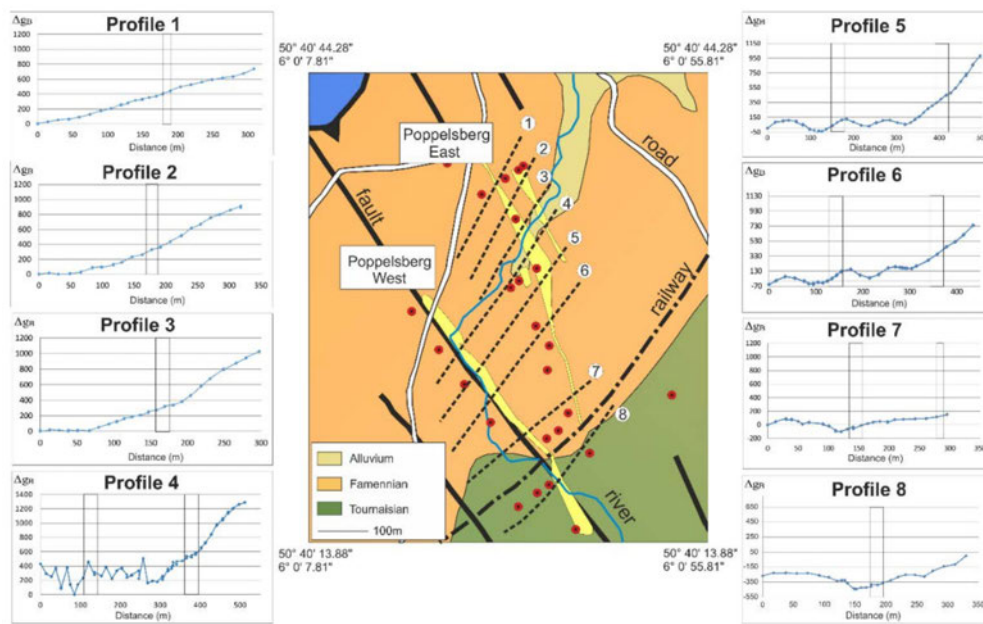 Profile 1
ΔgB
1200
1000
800
600
400
200
0
0 50 100 150 200 250 300 350
Distance (m)
Profile 2
ΔgB
1200
1000
800
600
400
200
0
0 50 100 150 200 250 300 350
Distance (m)
Profile 3
ΔgB
1200
1000
800
600
400
200
0
0 50 100 150 200 250 300
Distance (m)
Profile 4
ΔgB
1400
1200
1000
800
600
400
200
0
0 100 200 300 400 500
Distance (m)
50° 40' 44.28"
6° 0' 7.81"
50° 40' 44.28"
6° 0' 55.81"
Poppelsberg
East
Poppelsberg
West
fault
road
railway
river
1
2
3
4
5
6
7
8
Alluvium
Famennian
Tournaisian
100m
50° 40' 13.88"
6° 0' 7.81"
50° 40' 13.88"
6° 0' 55.81"
Profile 5
ΔgB
1150
950
750
550
350
150
-50
0 100 200 300 400 500
Distance (m)
Profile 6
ΔgB
1130
930
730
530
330
130
-70
0 100 200 300 400
Distance (m)
Profile 7
ΔgB
1200
1000
800
600
400
200
0
-200
0 50 100 150 200 250 300 350
Distance (m)
Profile 8
ΔgB
650
450
250
50
-150
-350
-550
0 50 100 150 200 250 300 350
Distance (m)